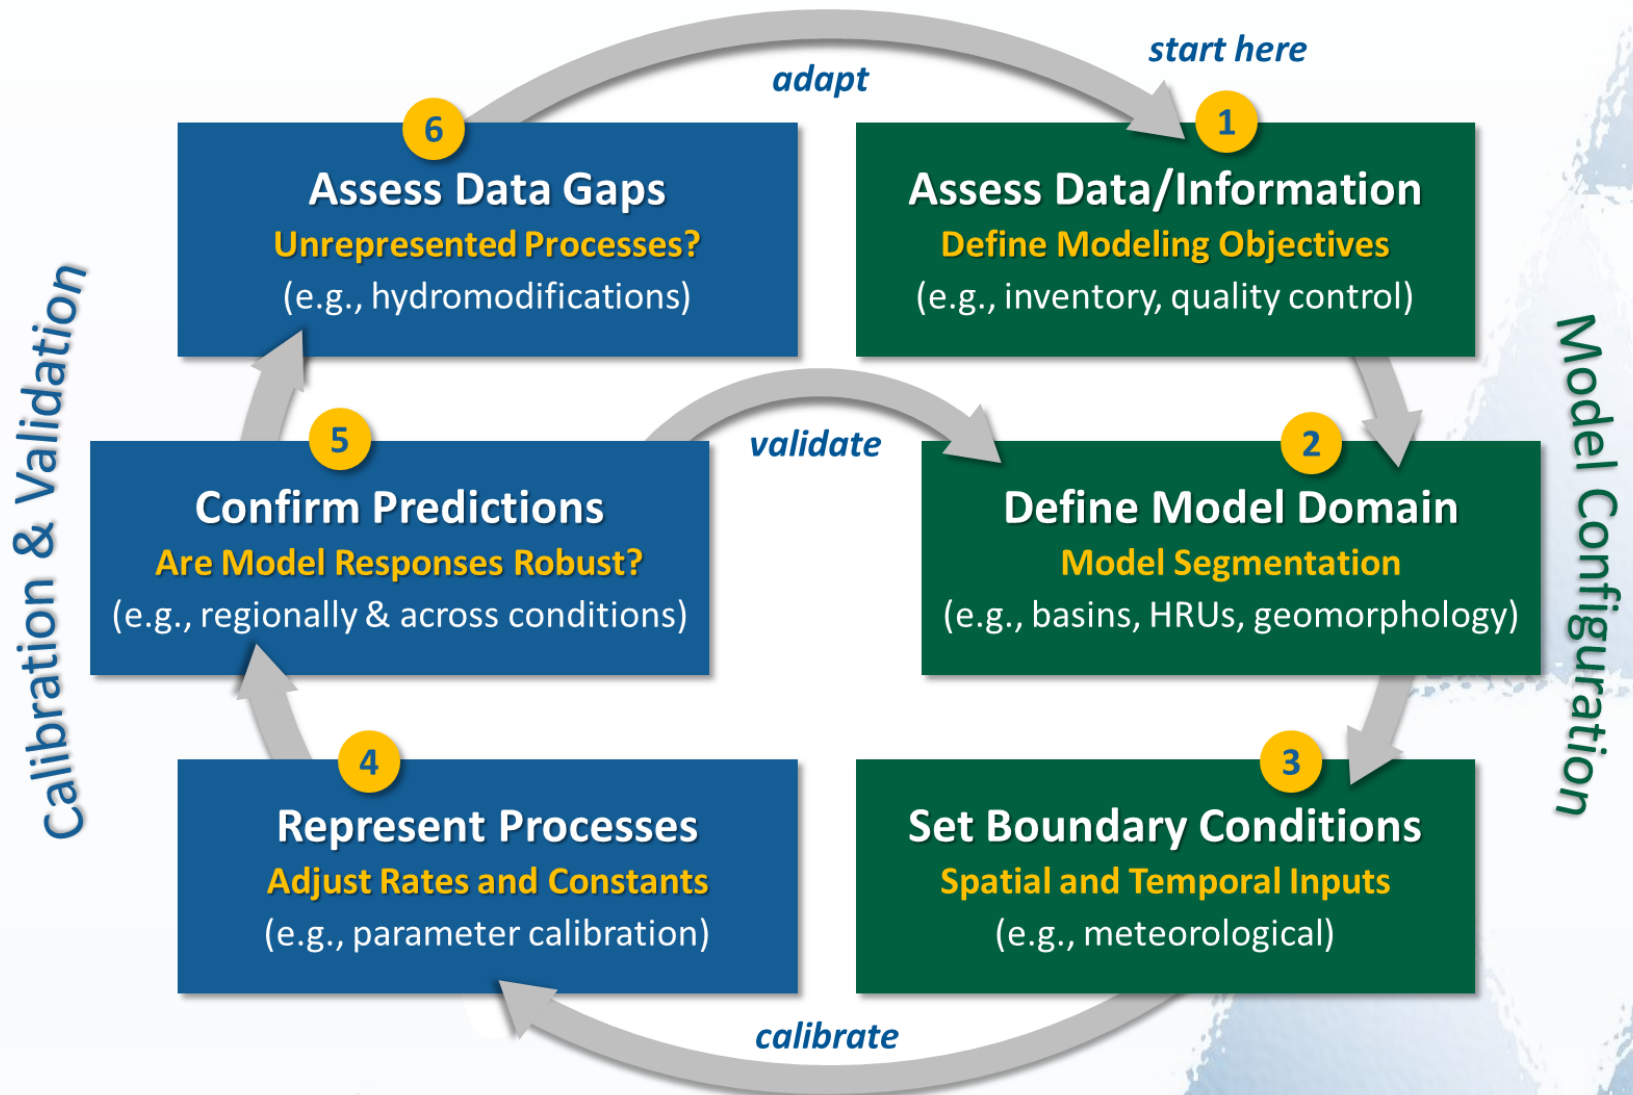 start here
adapt
1
Assess Data/Information
Define Modeling Objectives
(e.g., inventory, quality control)
2
Define Model Domain
Model Segmentation
(e.g., basins, HRUs, geomorphology)
3
Set Boundary Conditions
Spatial and Temporal Inputs
(e.g., meteorological)
calibrate
4
Represent Processes
Adjust Rates and Constants
(e.g., parameter calibration)
5
Confirm Predictions
Are Model Responses Robust?
(e.g., regionally & across conditions)
validate
6
Assess Data Gaps
Unrepresented Processes?
(e.g., hydromodifications)
Calibration & Validation
Model Configuration